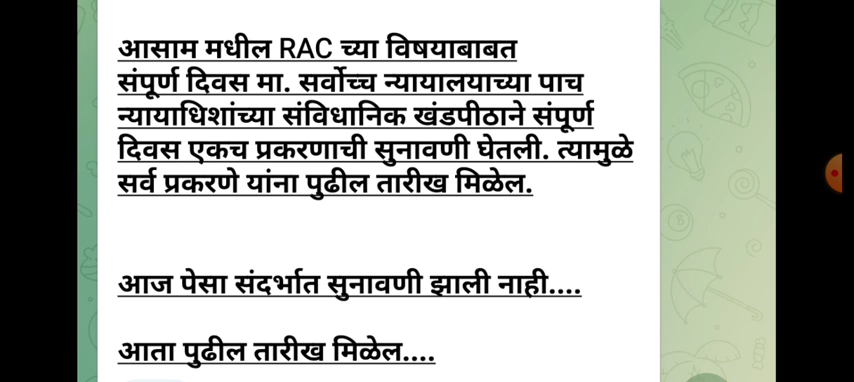 आसाम मधील RAC च्या विषयाबाबत
संपूर्ण दिवस मा. सर्वोच्च न्यायालयाच्या पाच
न्यायाधिशांच्या संविधानिक खंडपीठाने संपूर्ण
दिवस एकच प्रकरणाची सुनावणी घेतली. त्यामुळे
सर्व प्रकरणे यांना पुढील तारीख मिळेल.
आज पेसा संदर्भात सुनावणी झाली नाही....
आता पुढील तारीख मिळेल....